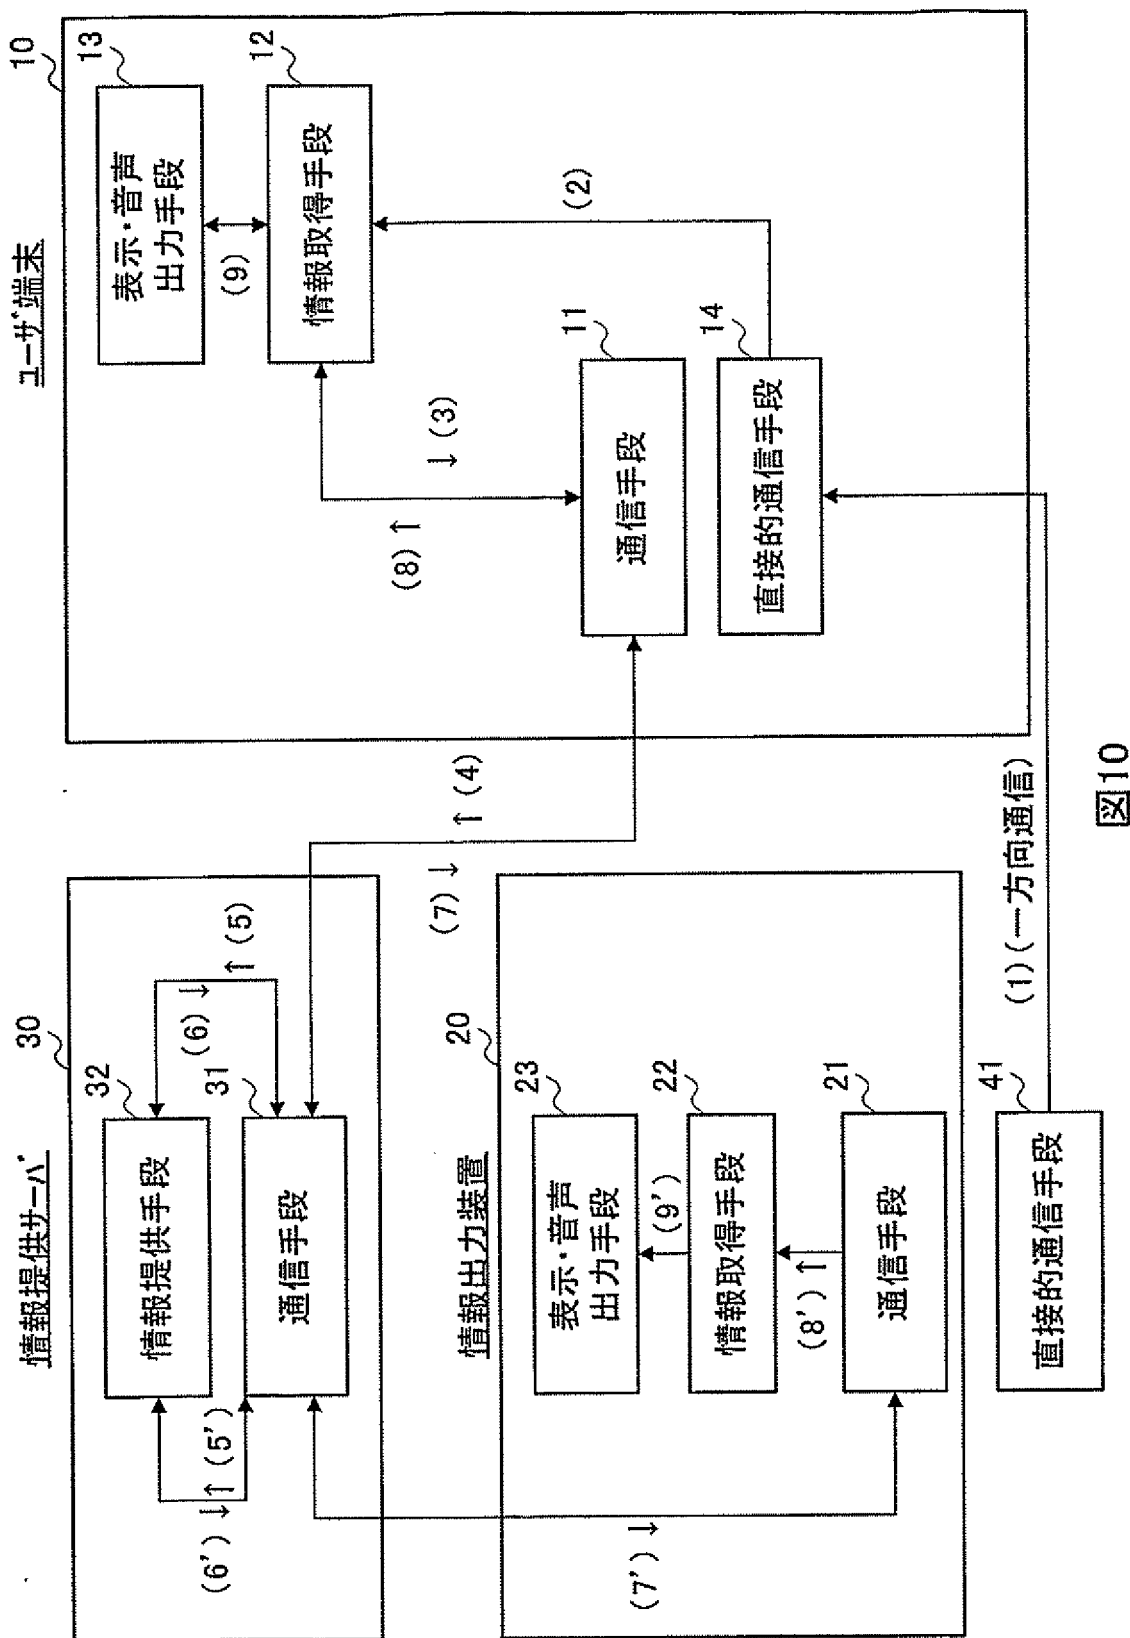 情報提供サーバ
30
32
情報提供手段
(6)↓
↑(5)
(6')↓
↑(5')
31
通信手段
(7)↓
↑(4)
(7')↓
情報出力装置
20
23
表示・音声
出力手段
(9')
22
情報取得手段
(8')↑
21
通信手段
41
直接的通信手段
(1)(一方向通信)
ユーザ端末
10
13
表示・音声
出力手段
(9)
12
情報取得手段
(2)
(8)↑
↓(3)
11
通信手段
14
直接的通信手段
図10